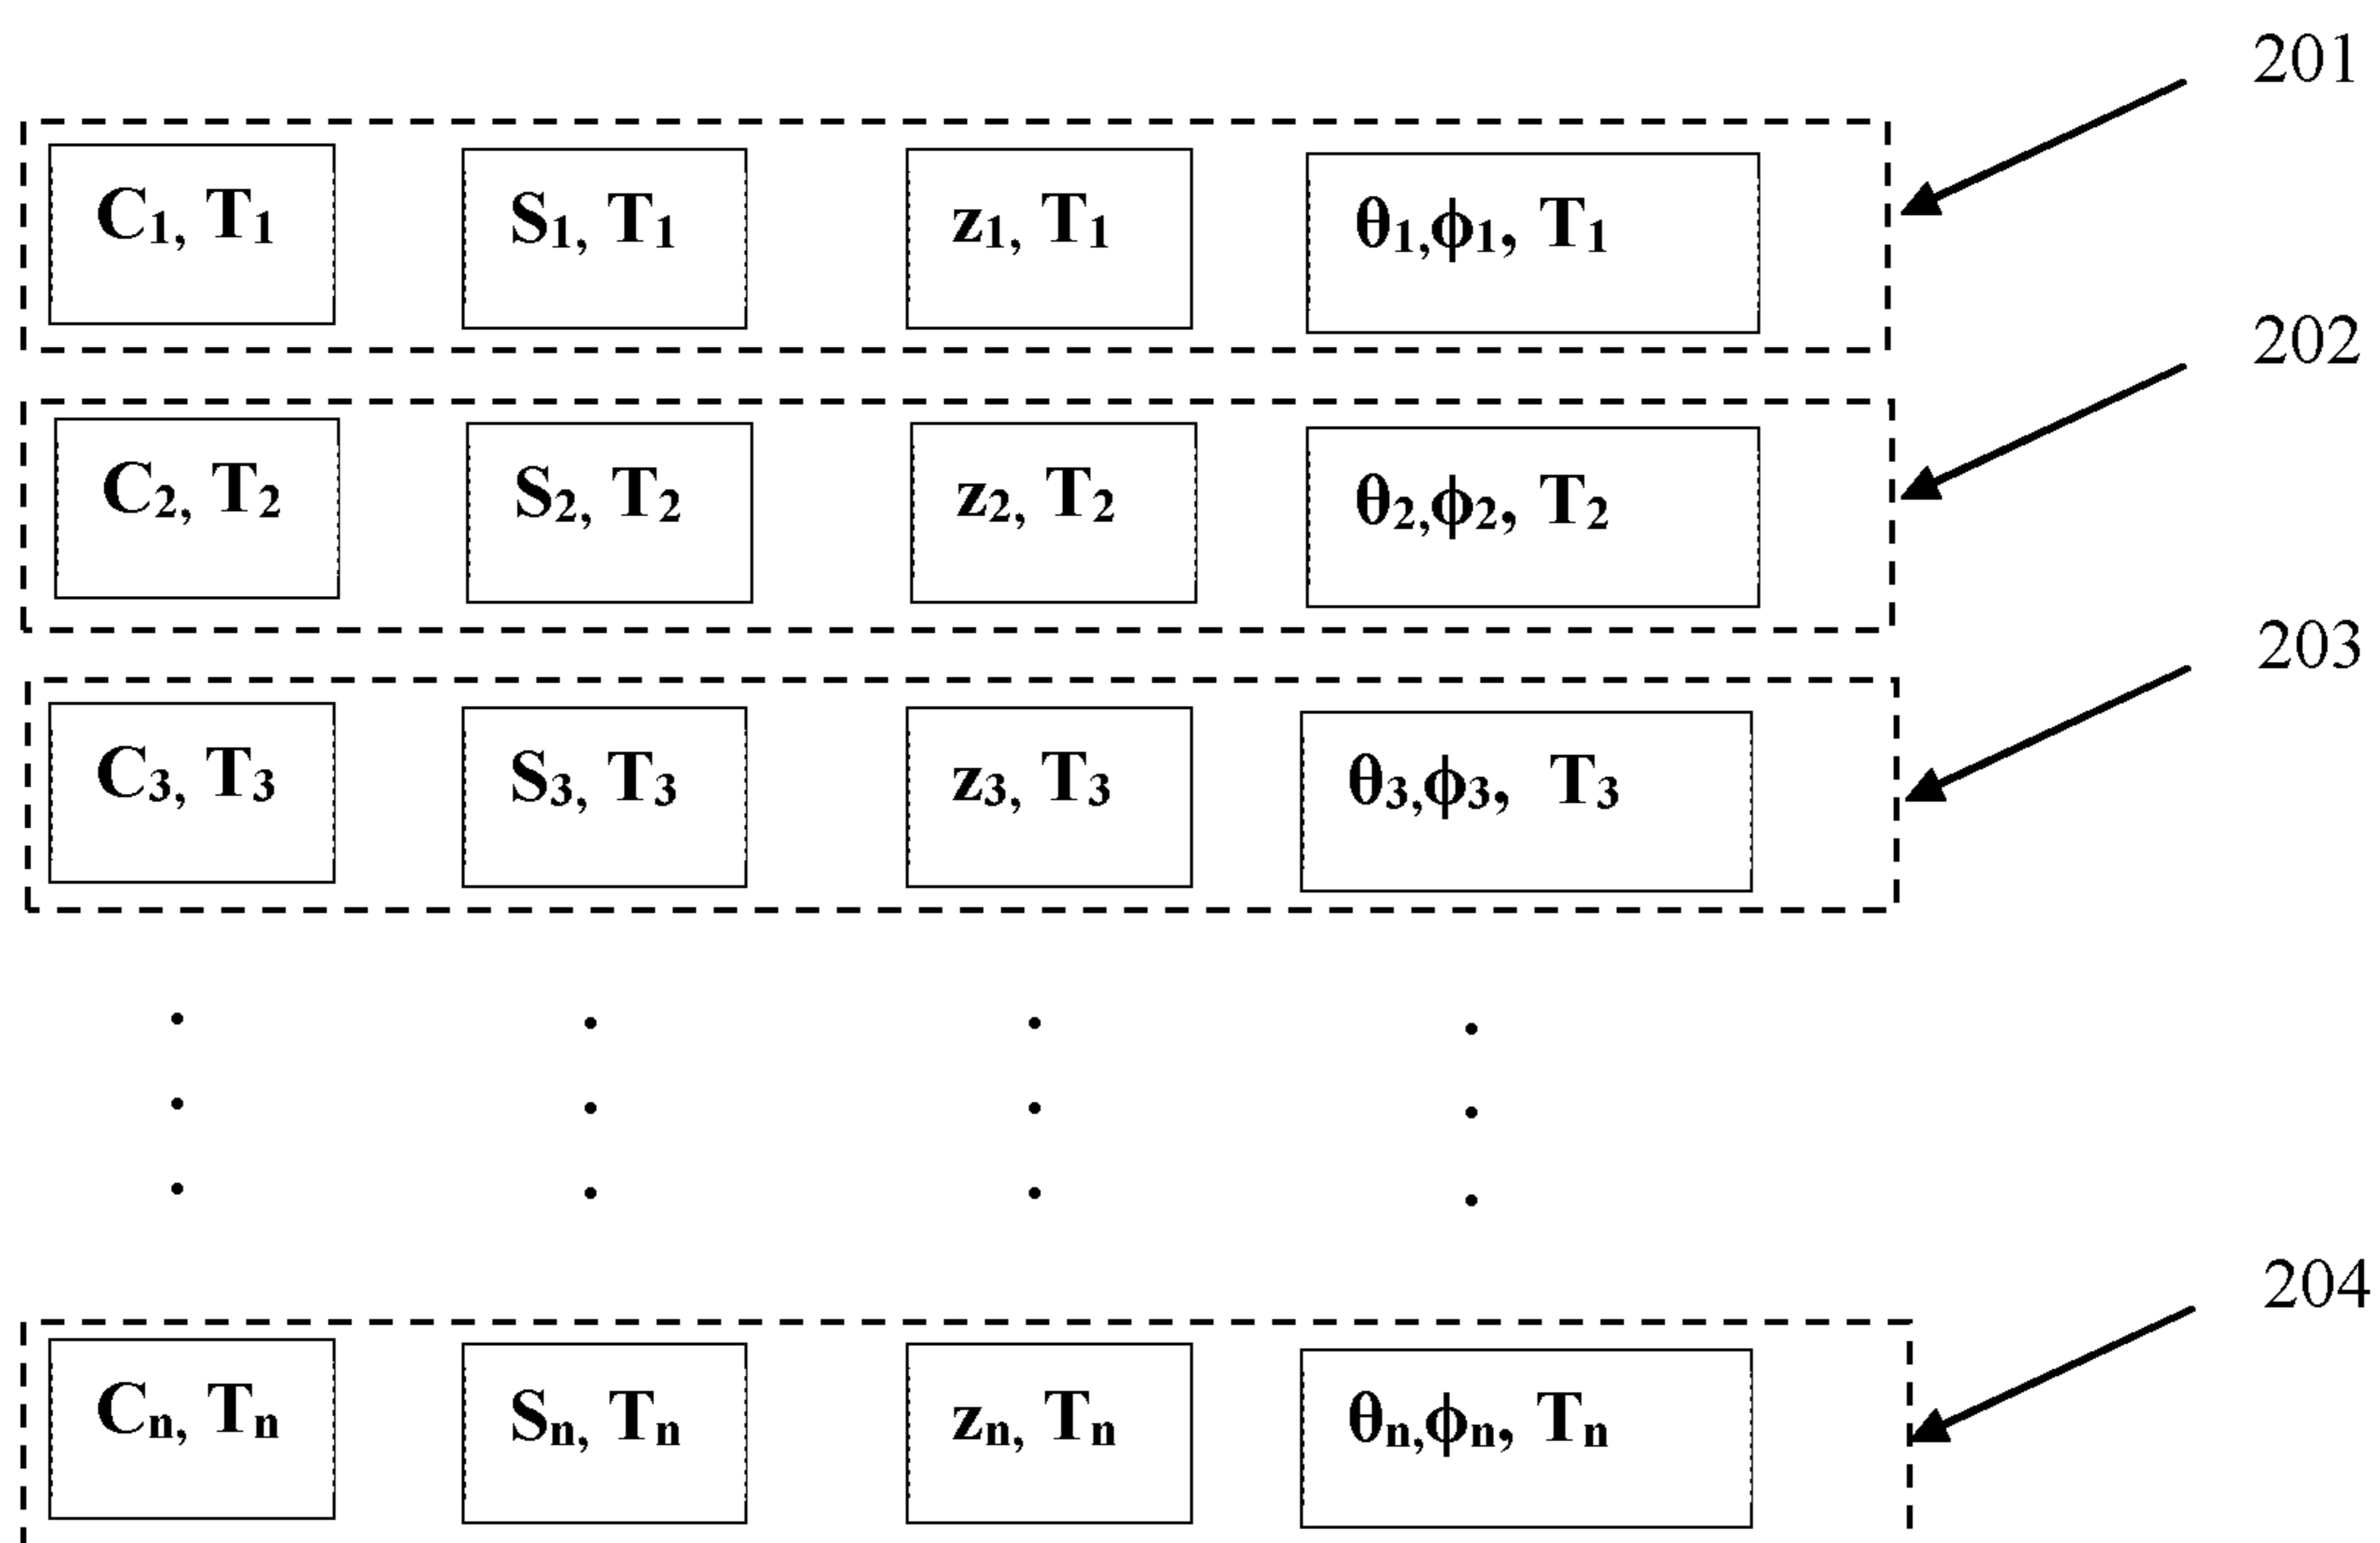 201
C₁, T₁ S₁, T₁ z₁, T₁ θ₁,ϕ₁, T₁
202
C₂, T₂ S₂, T₂ z₂, T₂ θ₂,ϕ₂, T₂
203
C₃, T₃ S₃, T₃ z₃, T₃ θ₃,ϕ₃, T₃
204
Cₙ, Tₙ Sₙ, Tₙ zₙ, Tₙ θₙ,ϕₙ, Tₙ